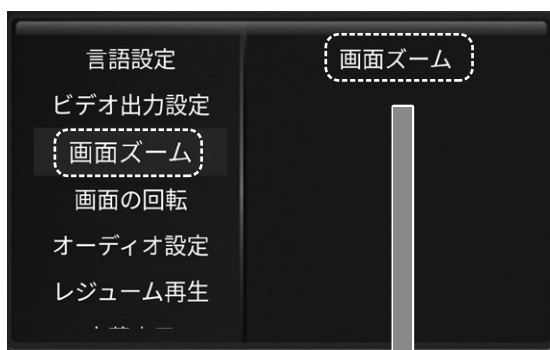 言語設定
ビデオ出力設定
画面ズーム
画面の回転
オーディオ設定
レジューム再生
画面ズーム